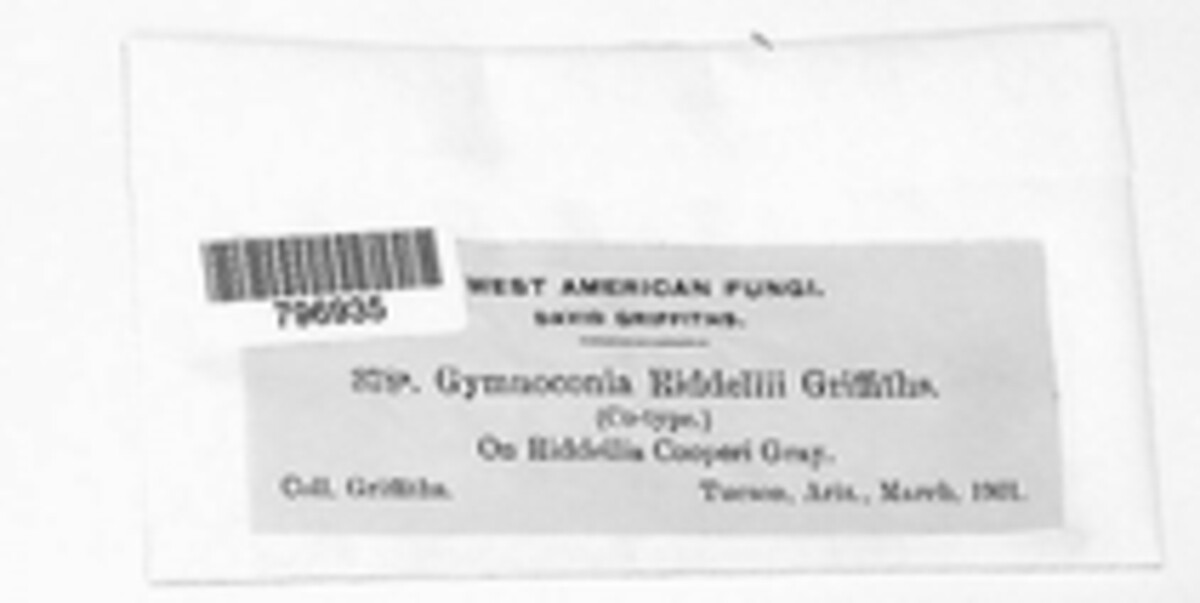 796935
WEST AMERICAN FUNGI.
DAVID GRIFFITHS.
Gymnoconia Riddellii Griffiths.
(Co-type.)
On Riddellia Cooperi Gray.
Coll. Griffiths.
Tucson, Ariz., March, 1901.